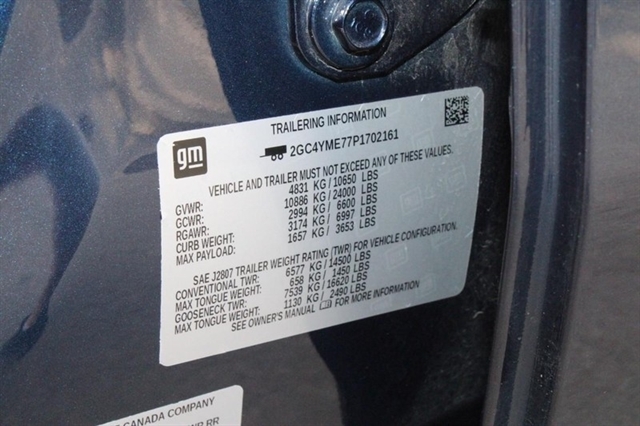 TRAILERING INFORMATION
gm
2GC4YME77P1702161
VEHICLE AND TRAILER MUST NOT EXCEED ANY OF THESE VALUES.
GVWR: 4831 KG / 10650 LBS
GCWR: 10886 KG / 24000 LBS
RGAWR: 2994 KG / 6600 LBS
CURB WEIGHT: 3174 KG / 6997 LBS
MAX PAYLOAD: 1657 KG / 3653 LBS
SAE J2807 TRAILER WEIGHT RATING (TWR) FOR VEHICLE CONFIGURATION.
CONVENTIONAL TWR: 6577 KG / 14500 LBS
MAX TONGUE WEIGHT: 658 KG / 1450 LBS
GOOSENECK TWR: 7539 KG / 16620 LBS
MAX TONGUE WEIGHT: 1130 KG / 2490 LBS
SEE OWNER'S MANUAL FOR MORE INFORMATION
CANADA COMPANY
RR